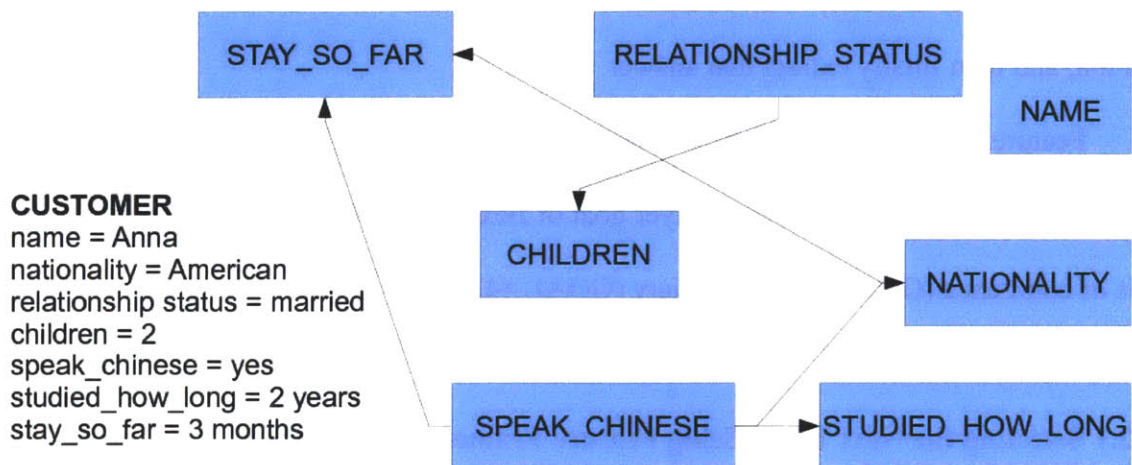 STAY_SO_FAR
RELATIONSHIP_STATUS
NAME
CUSTOMER
name = Anna
nationality = American
relationship status = married
children = 2
speak_chinese = yes
studied_how_long = 2 years
stay_so_far = 3 months
CHILDREN
NATIONALITY
SPEAK_CHINESE
STUDIED_HOW_LONG